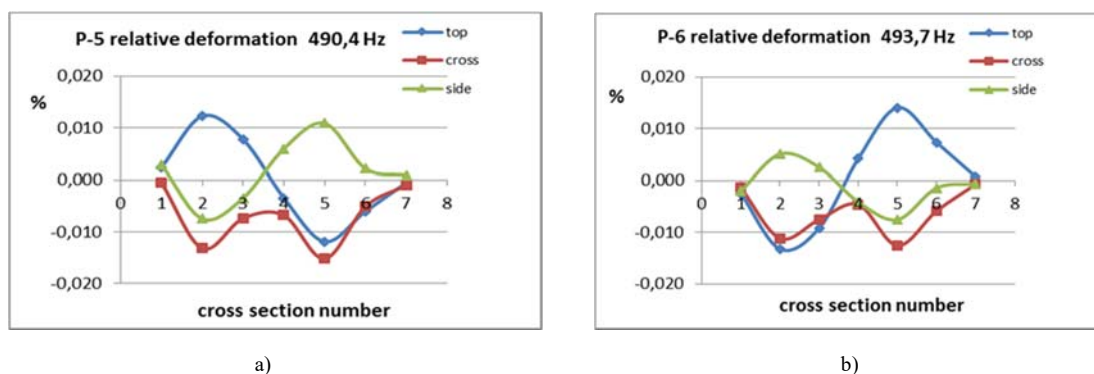 P-5 relative deformation 490,4 Hz
top
cross
side
%
0,020
0,010
0,000
-0,010
-0,020
0 1 2 3 4 5 6 7 8
cross section number
a)
P-6 relative deformation 493,7 Hz
top
cross
side
%
0,020
0,010
0,000
-0,010
-0,020
0 1 2 3 4 5 6 7 8
cross section number
b)